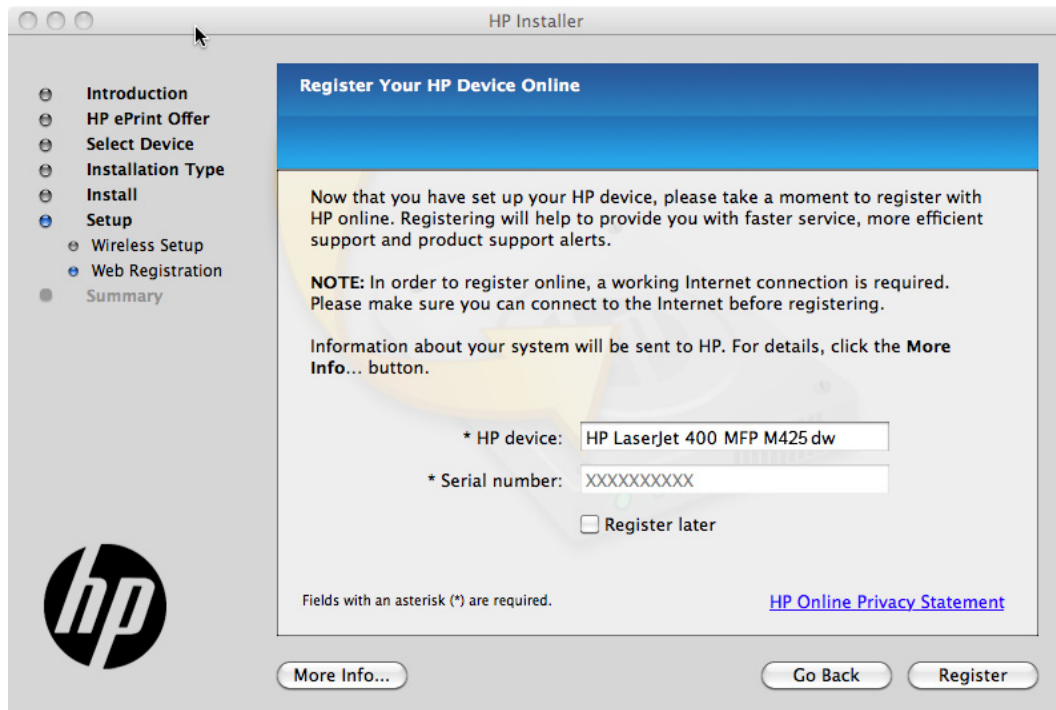 HP Installer
Introduction
HP ePrint Offer
Select Device
Installation Type
Install
Setup
Wireless Setup
Web Registration
Summary
Register Your HP Device Online
Now that you have set up your HP device, please take a moment to register with
HP online. Registering will help to provide you with faster service, more efficient
support and product support alerts.
NOTE: In order to register online, a working Internet connection is required.
Please make sure you can connect to the Internet before registering.
Information about your system will be sent to HP. For details, click the More
Info... button.
* HP device: HP LaserJet 400 MFP M425dw
* Serial number: XXXXXXXXXX
Register later
Fields with an asterisk (*) are required. HP Online Privacy Statement
hp
More Info... Go Back Register